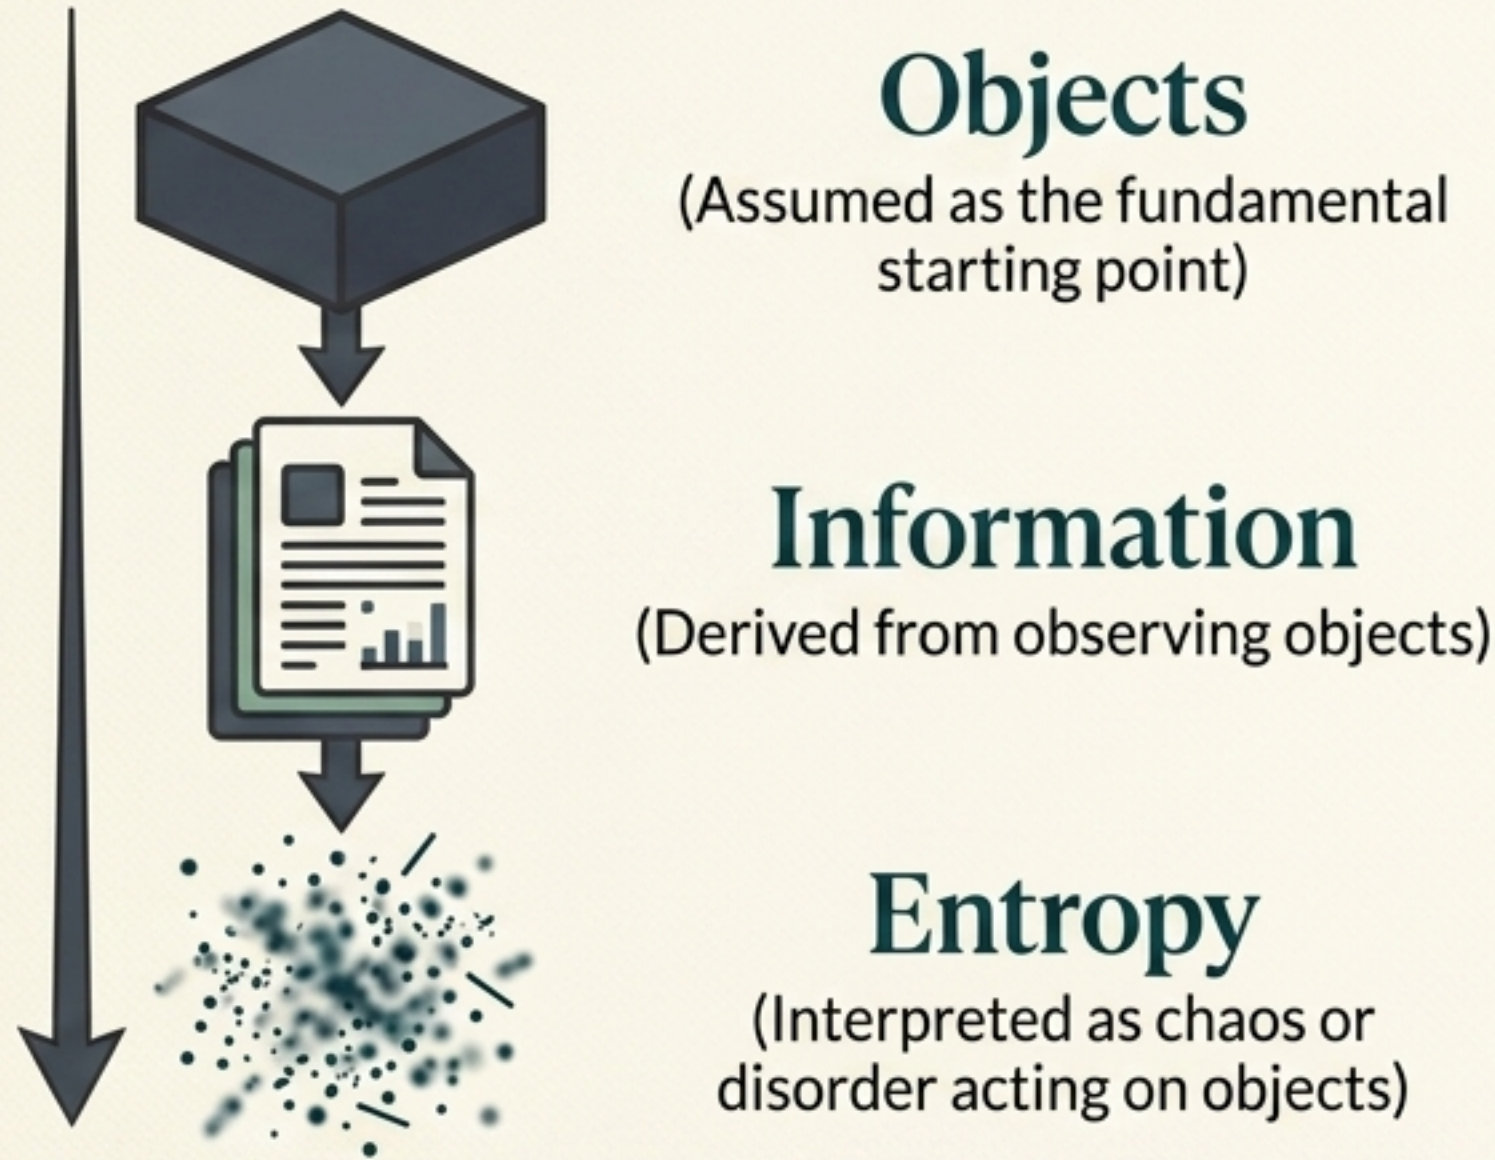 Objects
(Assumed as the fundamental
starting point)
Information
(Derived from observing objects)
Entropy
(Interpreted as chaos or
disorder acting on objects)